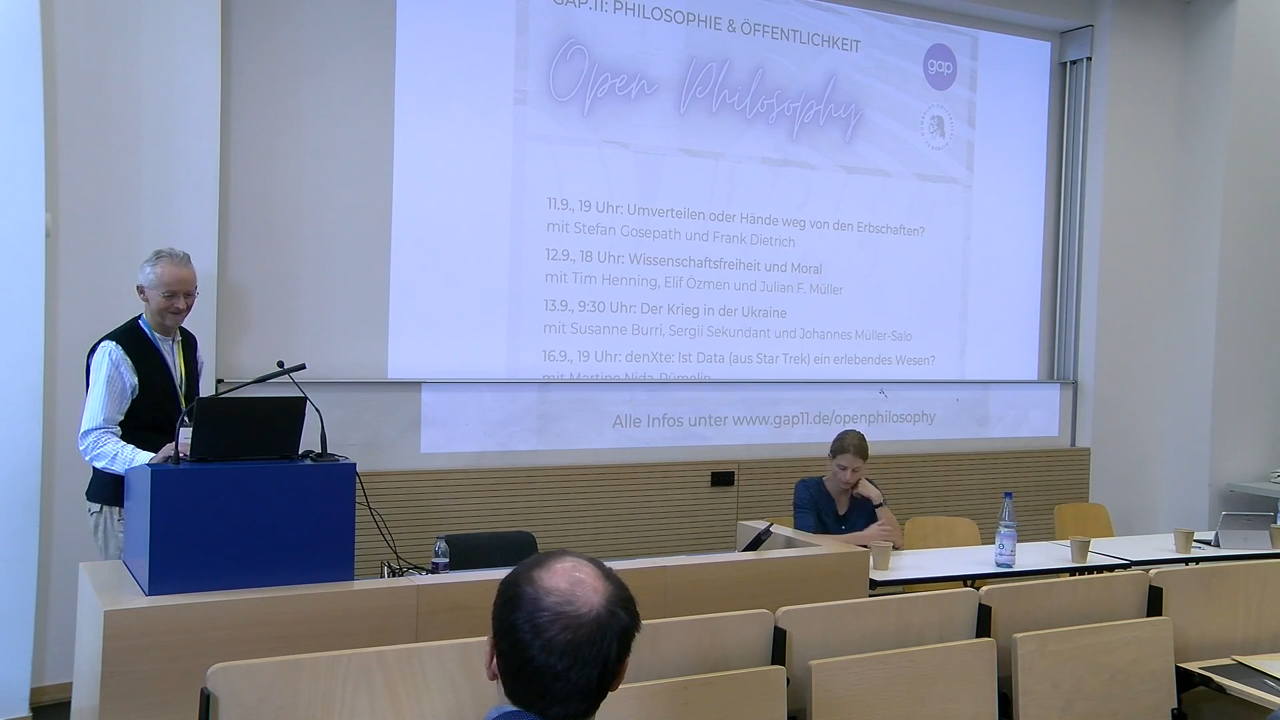 GAP.11: PHILOSOPHIE & ÖFFENTLICHKEIT
Open Philosophy
gap
11.9., 19 Uhr: Umverteilen oder Hände weg von den Erbschaften?
mit Stefan Gosepath und Frank Dietrich
12.9., 18 Uhr: Wissenschaftsfreiheit und Moral
mit Tim Henning, Elif Özmen und Julian F. Müller
13.9., 9:30 Uhr: Der Krieg in der Ukraine
mit Susanne Burri, Sergii Sekundant und Johannes Müller-Salo
16.9., 19 Uhr: denXte: Ist Data (aus Star Trek) ein erlebendes Wesen?
mit Martine Nida-Rümelin
Alle Infos unter www.gap11.de/openphilosophy